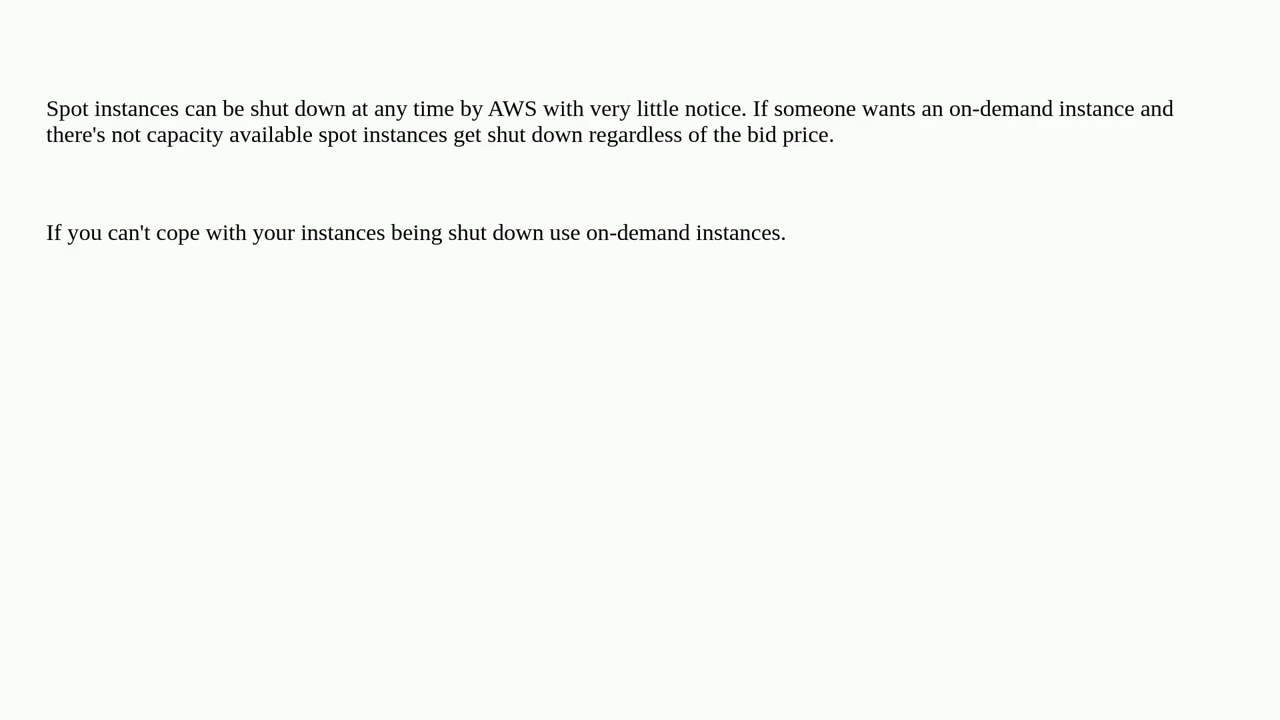 Spot instances can be shut down at any time by AWS with very little notice. If someone wants an on-demand instance and
there's not capacity available spot instances get shut down regardless of the bid price.
If you can't cope with your instances being shut down use on-demand instances.